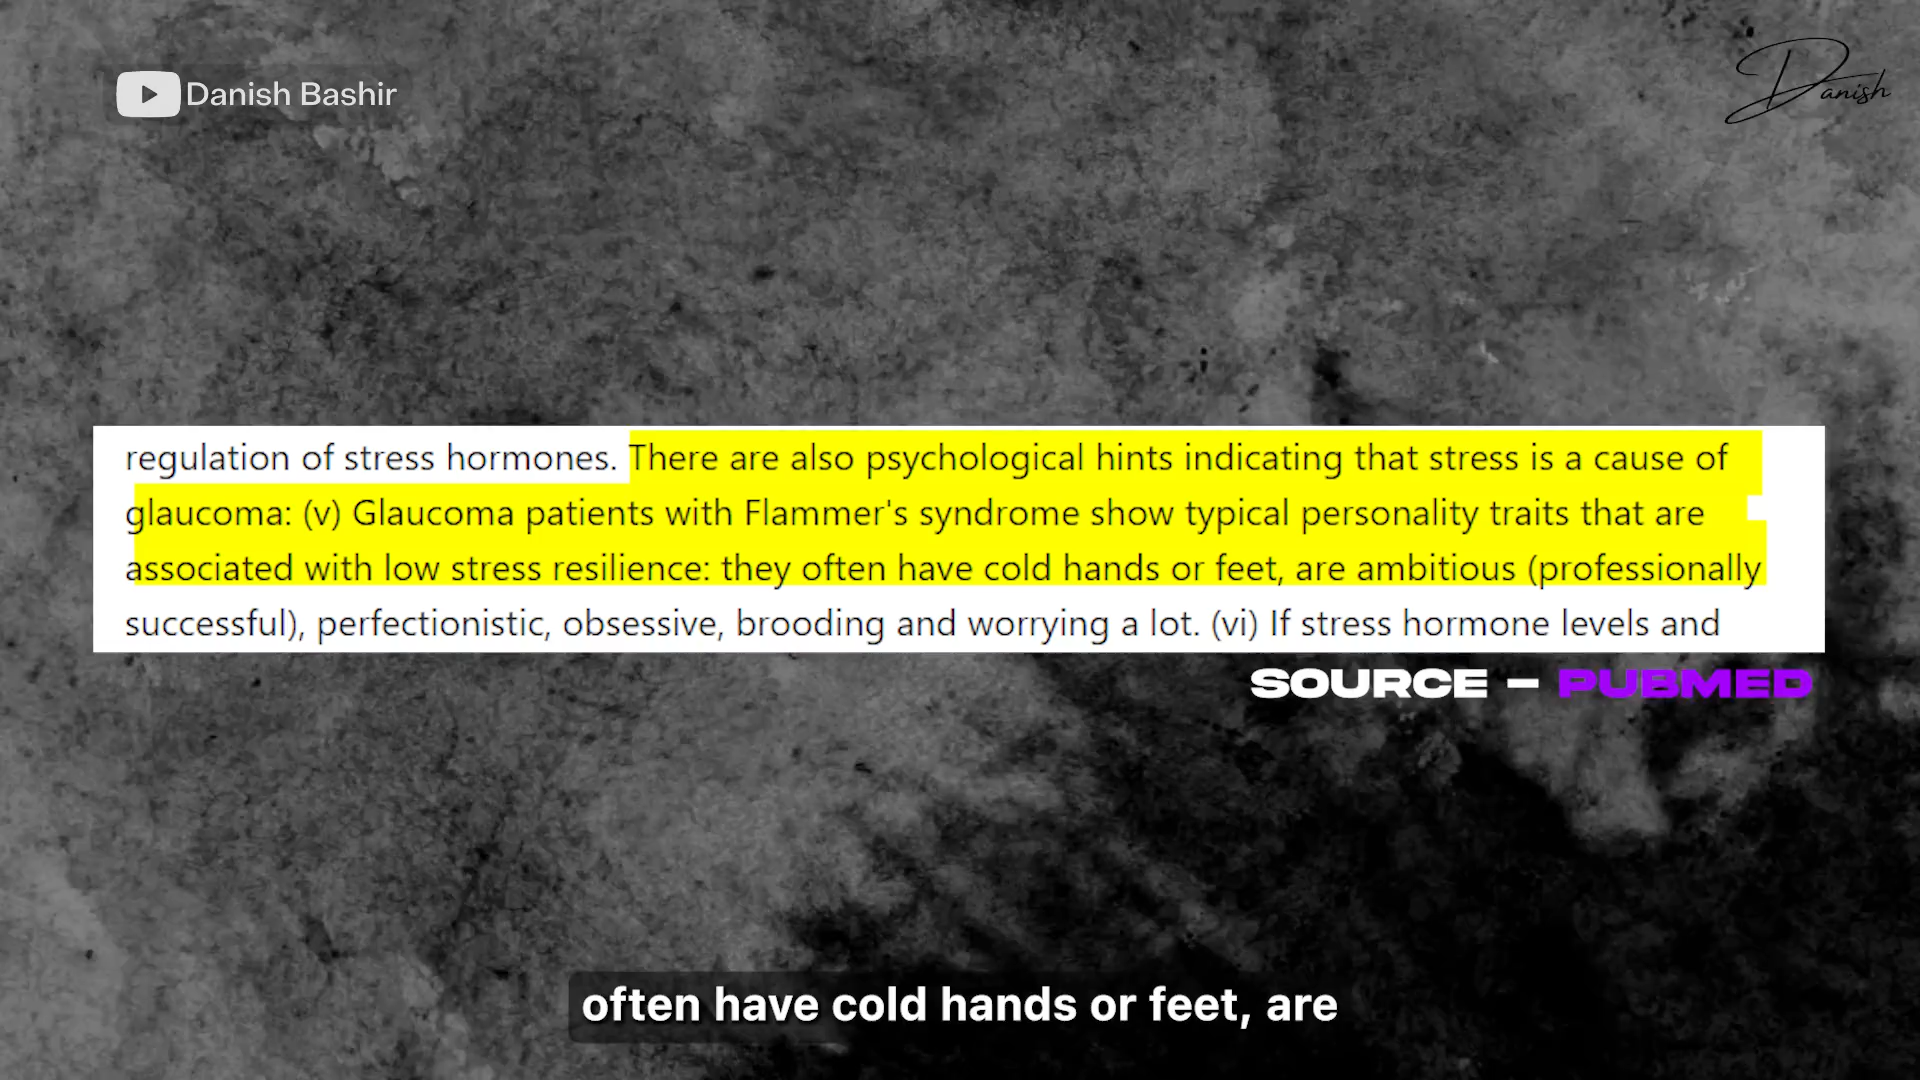 Danish Bashir
Danish
regulation of stress hormones. There are also psychological hints indicating that stress is a cause of
glaucoma: (v) Glaucoma patients with Flammer's syndrome show typical personality traits that are
associated with low stress resilience: they often have cold hands or feet, are ambitious (professionally
successful), perfectionistic, obsessive, brooding and worrying a lot. (vi) If stress hormone levels and
SOURCE – PUBMED
often have cold hands or feet, are